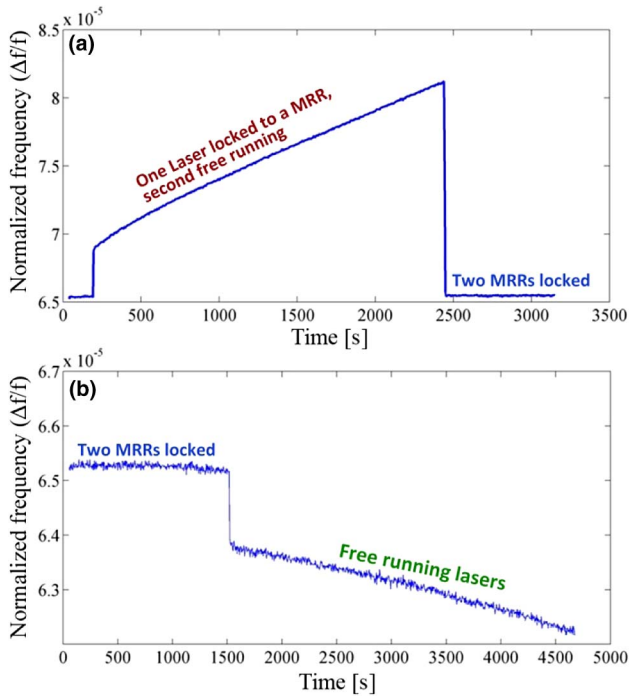 x 10⁻⁵
(a)
8.5
8
7.5
7
6.5
Normalized frequency (Δf/f)
One Laser locked to a MRR,
second free running
Two MRRs locked
0 500 1000 1500 2000 2500 3000 3500
Time [s]
x 10⁻⁵
(b)
6.7
6.6
6.5
6.4
6.3
Normalized frequency (Δf/f)
Two MRRs locked
Free running lasers
0 500 1000 1500 2000 2500 3000 3500 4000 4500 5000
Time [s]